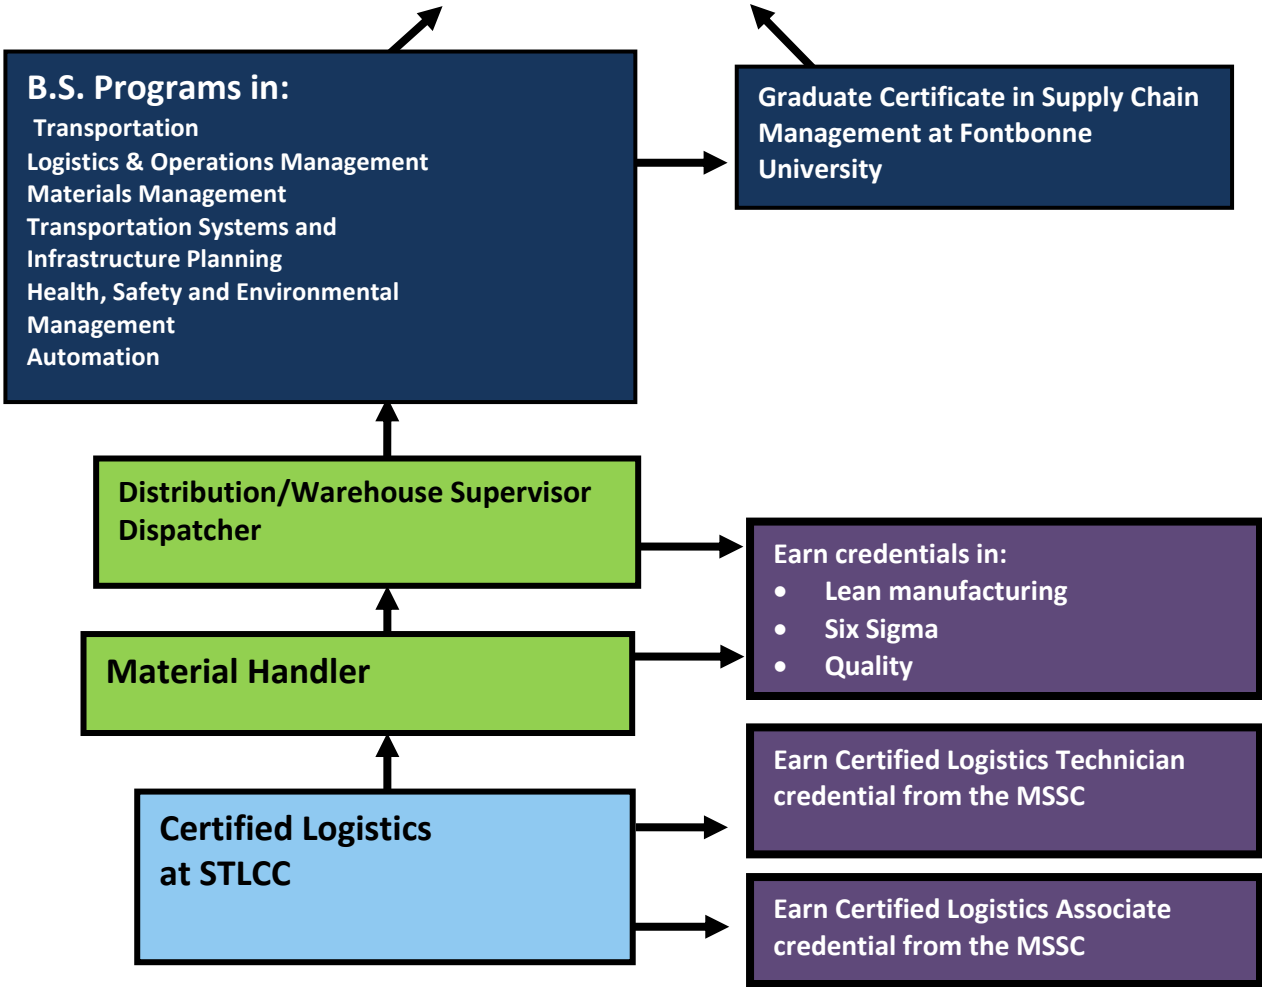 B.S. Programs in:
Transportation
Logistics & Operations Management
Materials Management
Transportation Systems and
Infrastructure Planning
Health, Safety and Environmental
Management
Automation
Graduate Certificate in Supply Chain
Management at Fontbonne
University
Distribution/Warehouse Supervisor
Dispatcher
Earn credentials in:
• Lean manufacturing
• Six Sigma
• Quality
Material Handler
Earn Certified Logistics Technician
credential from the MSSC
Certified Logistics
at STLCC
Earn Certified Logistics Associate
credential from the MSSC